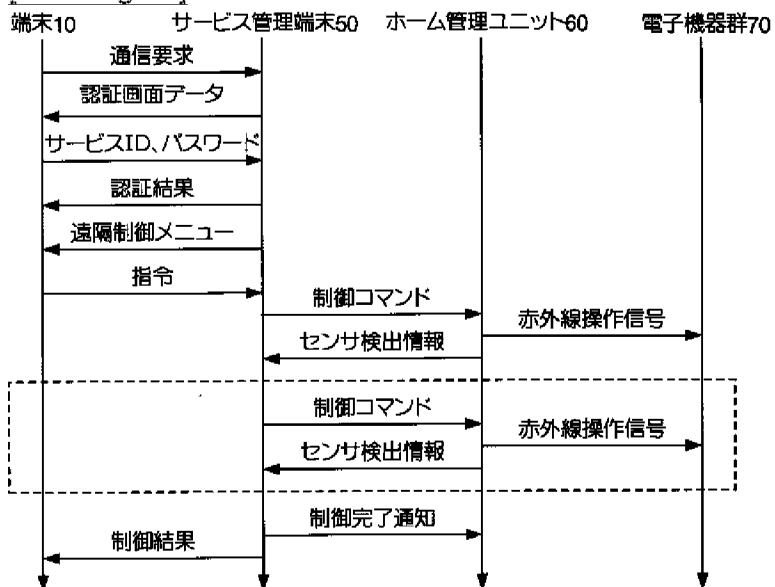 端末10 サービス管理端末50 ホーム管理ユニット60 電子機器群70
通信要求
認証画面データ
サービスID、パスワード
認証結果
遠隔制御メニュー
指令
制御コマンド
赤外線操作信号
センサ検出情報
制御コマンド
赤外線操作信号
センサ検出情報
制御完了通知
制御結果